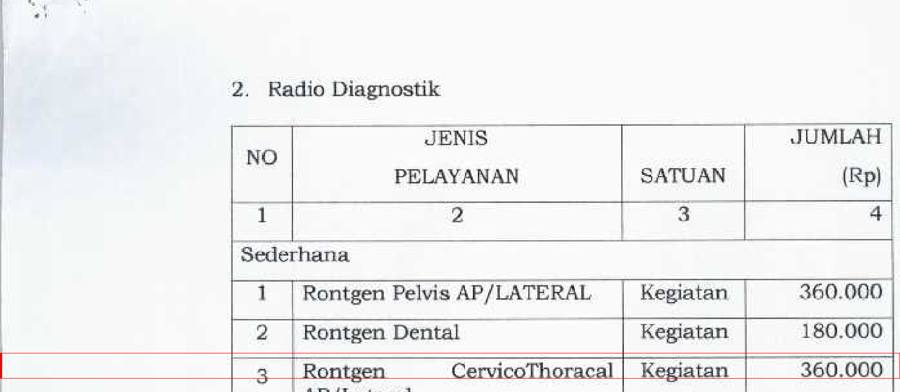 2. Radio Diagnostik
NO JENIS PELAYANAN SATUAN JUMLAH (Rp)
1 2 3 4
Sederhana
1 Rontgen Pelvis AP/LATERAL Kegiatan 360.000
2 Rontgen Dental Kegiatan 180.000
3 Rontgen CervicoThoracal Kegiatan 360.000